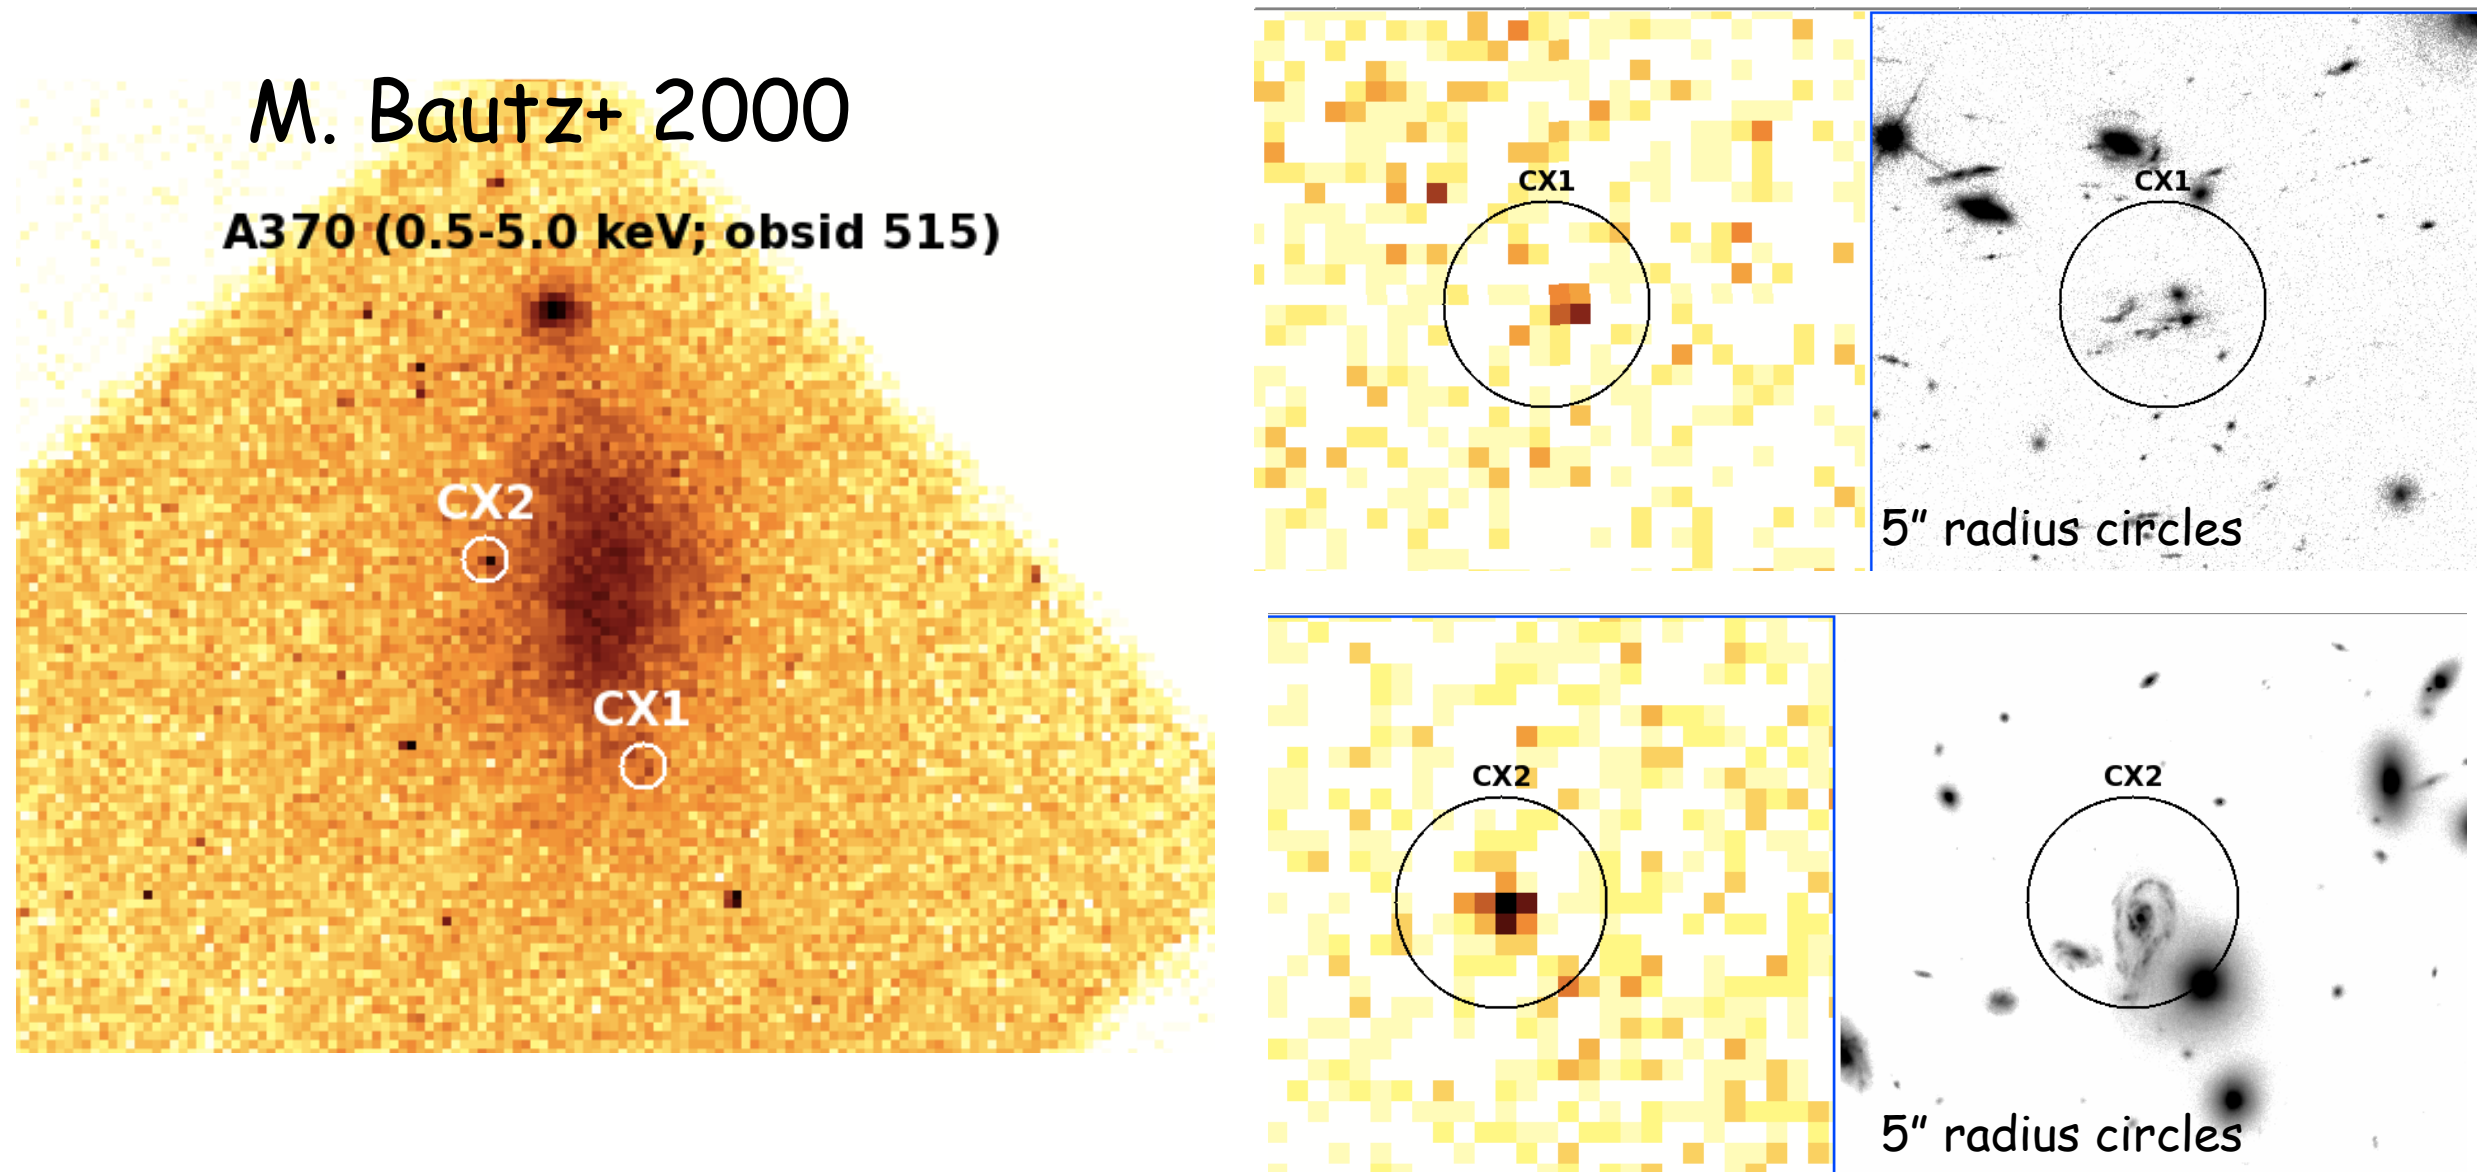 M. Bautz+ 2000
A370 (0.5-5.0 keV; obsid 515)
CX2
CX1
CX1
CX1
5” radius circles
CX2
CX2
5” radius circles